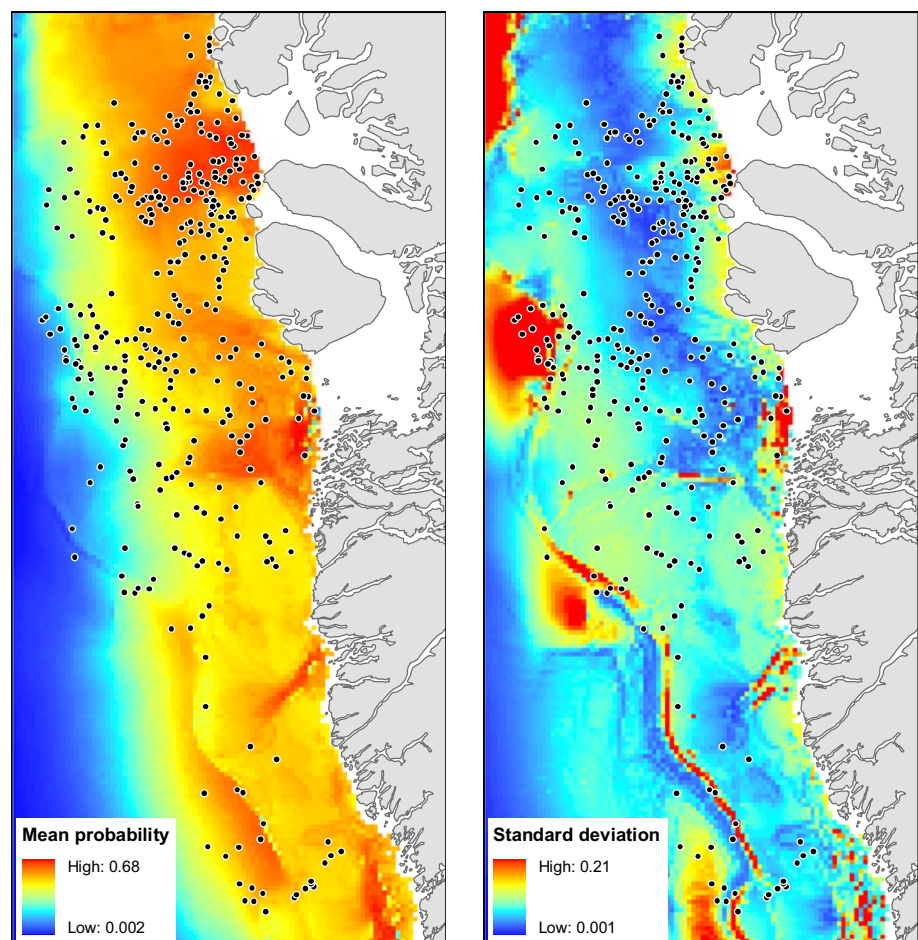 Mean probability
High: 0.68
Low: 0.002
Standard deviation
High: 0.21
Low: 0.001